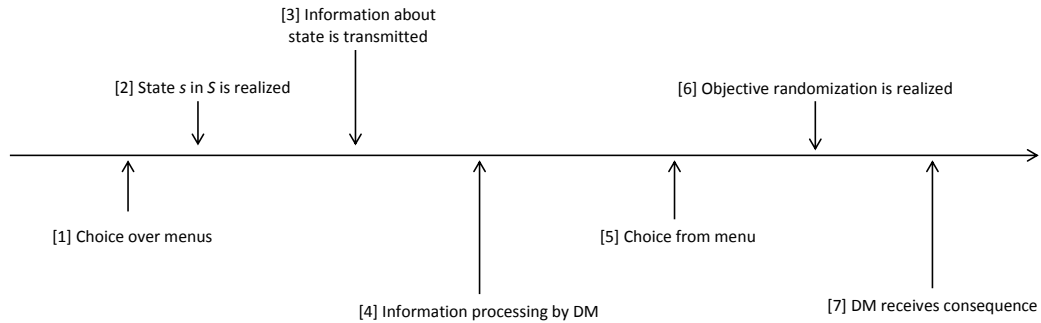 [3] Information about
state is transmitted
[2] State s in S is realized
[6] Objective randomization is realized
[1] Choice over menus
[5] Choice from menu
[4] Information processing by DM
[7] DM receives consequence